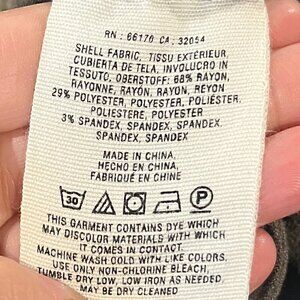 RN: 66170 CA: 32054
SHELL FABRIC, TISSU EXTÉRIEUR,
CUBIERTA DE TELA, INVOLUCRO IN
TESSUTO, OBERSTOFF: 68% RAYON,
RAYONNE, RAYÓN, RAYON, REYON
29% POLYESTER, POLYESTER, POLIÉSTER,
POLIESTERE, POLYESTER
3% SPANDEX, SPANDEX, SPANDEX,
SPANDEX, SPANDEX
MADE IN CHINA,
HECHO EN CHINA,
FABRIQUÉ EN CHINE
30 P
THIS GARMENT CONTAINS DYE WHICH
MAY DISCOLOR MATERIALS WITH WHICH
IT COMES IN CONTACT.
MACHINE WASH COLD WITH LIKE COLORS.
USE ONLY NON-CHLORINE BLEACH,
TUMBLE DRY LOW, LOW IRON AS NEEDED.
MAY BE DRY CLEANED